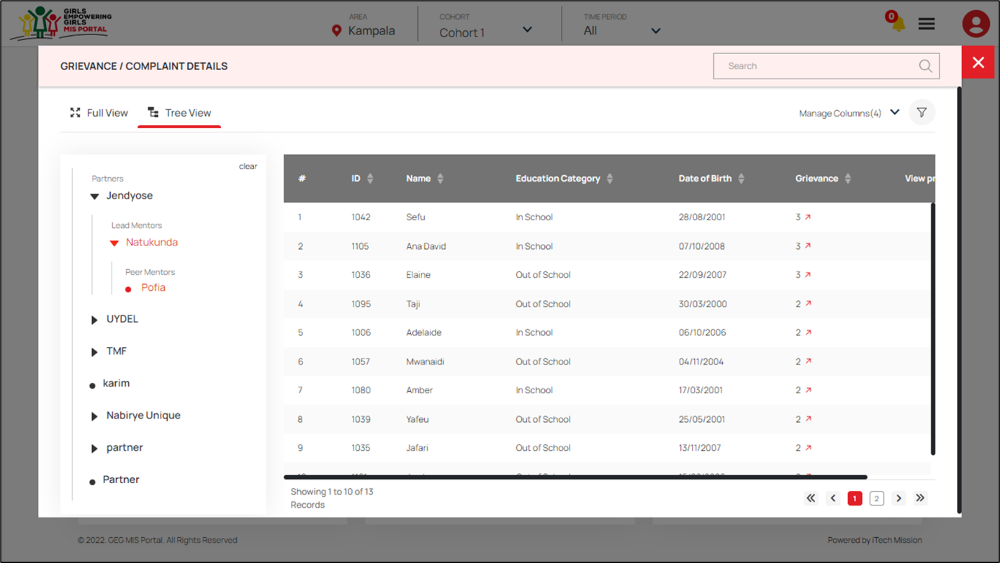 GIRLS
EMPOWERING
GIRLS
MIS PORTAL
AREA
Kampala
COHORT
Cohort 1
TIME PERIOD
All
0
GRIEVANCE / COMPLAINT DETAILS
Search
Full View
Tree View
Manage Columns(4)
clear
Partners
Jendyose
Lead Mentors
Natukunda
Peer Mentors
Pofia
UYDEL
TMF
karim
Nabirye Unique
partner
Partner
# ID Name Education Category Date of Birth Grievance View pr
1 1042 Sefu In School 28/08/2001 3
2 1105 Ana David In School 07/10/2008 3
3 1036 Elaine Out of School 22/09/2007 3
4 1095 Taji Out of School 30/03/2000 2
5 1006 Adelaide In School 06/10/2006 2
6 1057 Mwanaidi Out of School 04/11/2004 2
7 1080 Amber In School 17/03/2001 2
8 1039 Yafeu Out of School 25/05/2001 2
9 1035 Jafari Out of School 13/11/2007 2
Showing 1 to 10 of 13
Records
1 2
© 2022. GEG MIS Portal. All Rights Reserved
Powered by iTech Mission